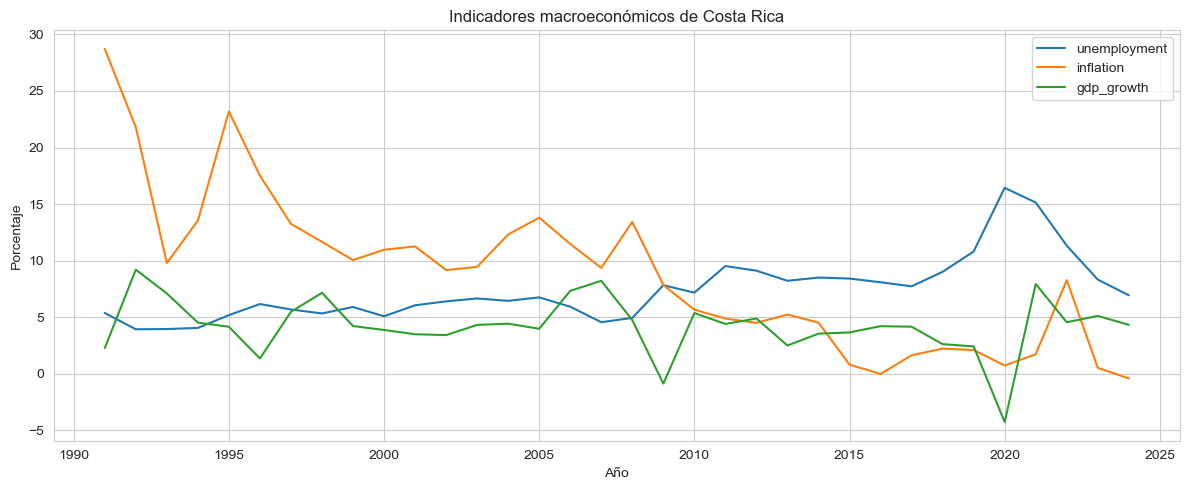 Indicadores macroeconómicos de Costa Rica
unemployment
inflation
gdp_growth
Porcentaje
30
25
20
15
10
5
0
−5
1990 1995 2000 2005 2010 2015 2020 2025
Año